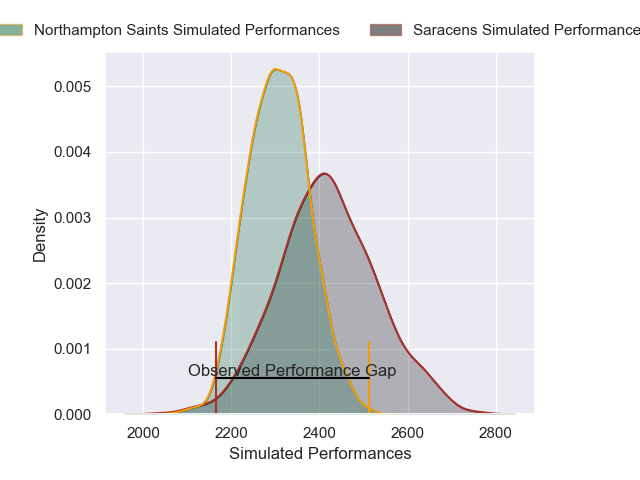 Northampton Saints Simulated Performances
Saracens Simulated Performance
0.005
0.004
0.003
0.002
0.001
0.000
Density
Observed Performance Gap
2000 2200 2400 2600 2800
Simulated Performances